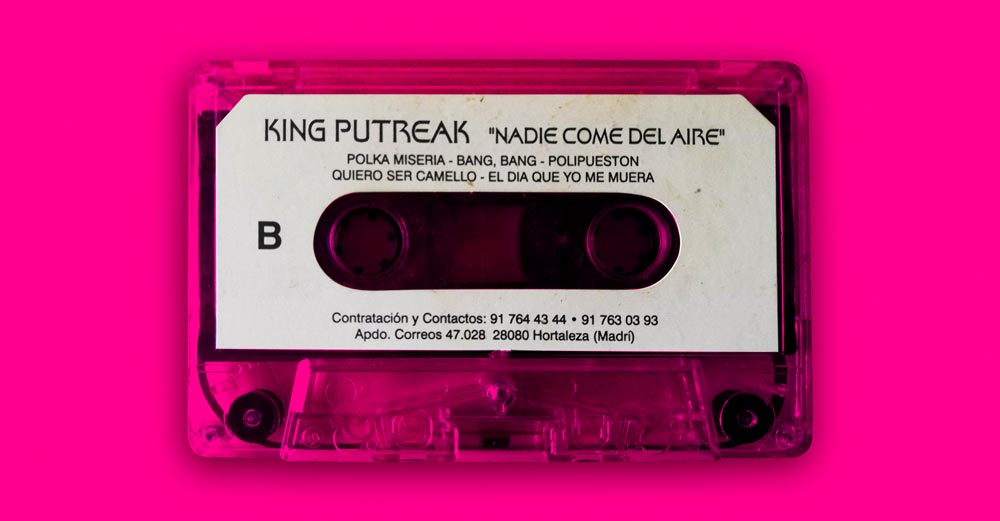 KING PUTREAK "NADIE COME DEL AIRE"
POLKA MISERIA - BANG, BANG - POLIPUESTON
QUIERO SER CAMELLO - EL DIA QUE YO ME MUERA
B
Contratación y Contactos: 91 764 43 44 • 91 763 03 93
Apdo. Correos 47.028 28080 Hortaleza (Madrí)